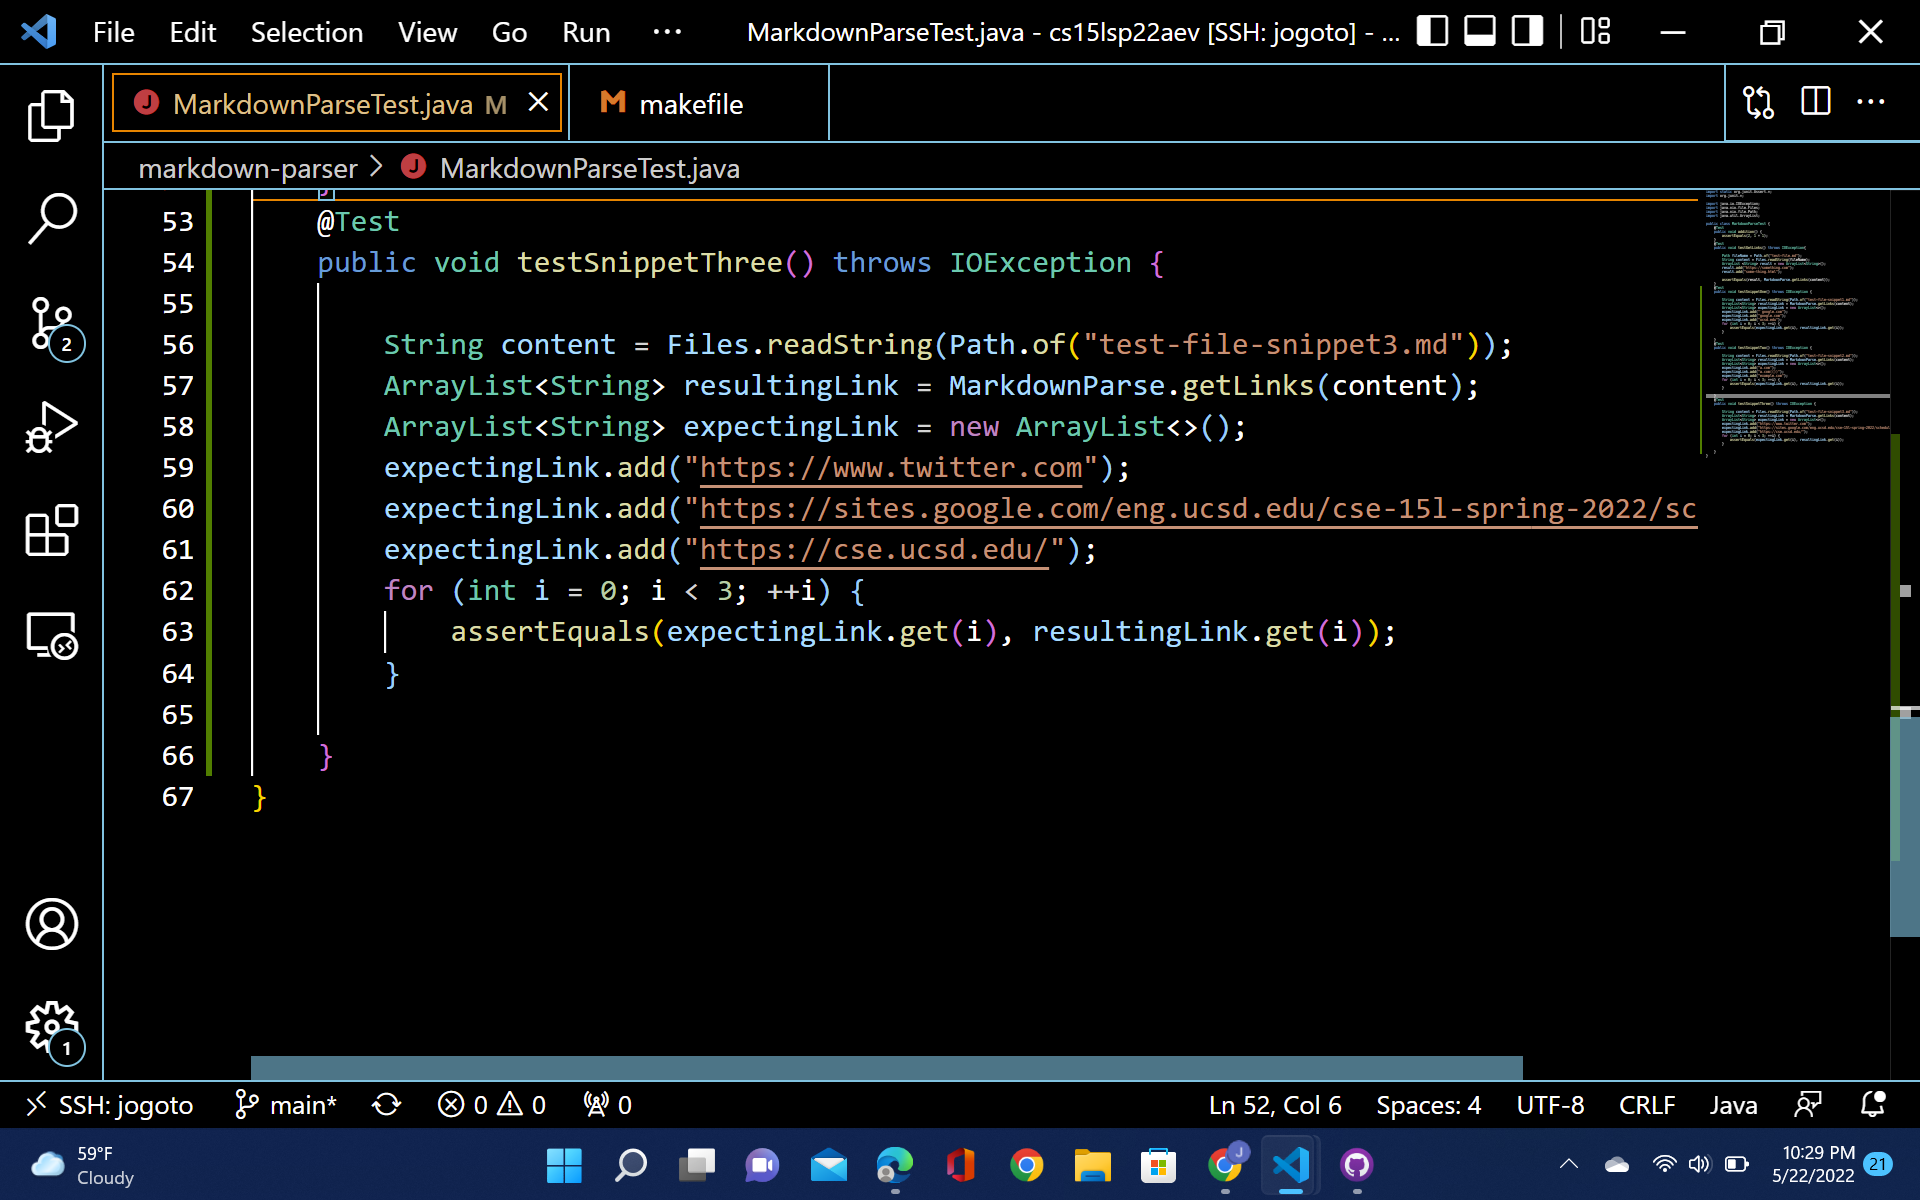 File Edit Selection View Go Run ··· MarkdownParseTest.java - cs15lsp22aev [SSH: jogoto] - ...
J MarkdownParseTest.java M makefile ···
markdown-parser > J MarkdownParseTest.java
53 @Test
54 public void testSnippetThree() throws IOException {
55
56 String content = Files.readString(Path.of("test-file-snippet3.md"));
57 ArrayList<String> resultingLink = MarkdownParse.getLinks(content);
58 ArrayList<String> expectingLink = new ArrayList<>();
59 expectingLink.add("https://www.twitter.com");
60 expectingLink.add("https://sites.google.com/eng.ucsd.edu/cse-15l-spring-2022/sc
61 expectingLink.add("https://cse.ucsd.edu/");
62 for (int i = 0; i < 3; ++i) {
63 assertEquals(expectingLink.get(i), resultingLink.get(i));
64 }
65
66 }
67 }
2
1
SSH: jogoto main* 0 0 0 Ln 52, Col 6 Spaces: 4 UTF-8 CRLF Java
59°F
Cloudy
J
10:29 PM
5/22/2022
21